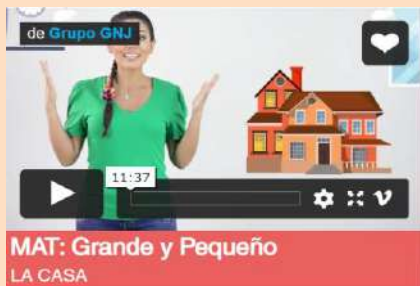 de Grupo GNJ
11:37
MAT: Grande y Pequeño
LA CASA